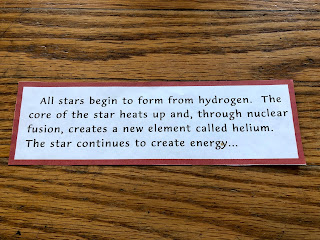 All stars begin to form from hydrogen. The
core of the star heats up and, through nuclear
fusion, creates a new element called helium.
The star continues to create energy...